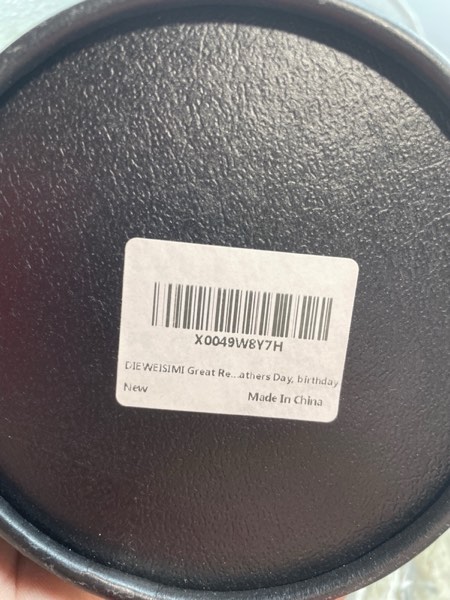 X0049W8Y7H
DIEWEISIMI Great Re...athers Day, birthday
New
Made In China